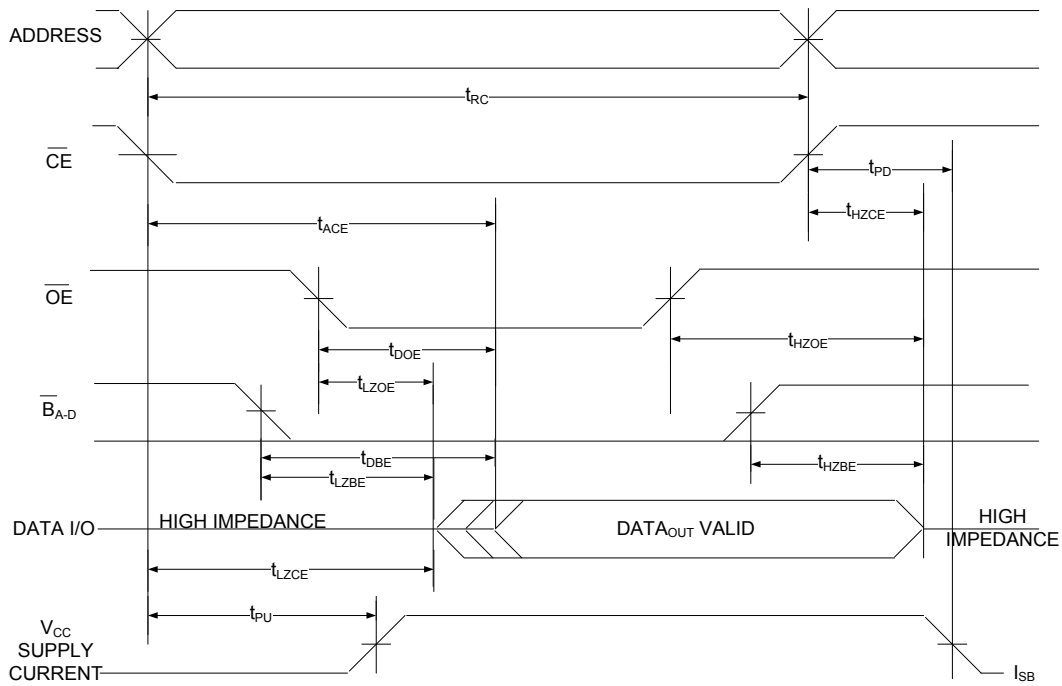 ADDRESS
tRC
CE
tPD
tHZCE
tACE
OE
tDOE
tHZOE
tLZOE
BA-D
tDBE
tHZBE
tLZBE
DATA I/O
HIGH IMPEDANCE
DATAOUT VALID
HIGH
IMPEDANCE
tLZCE
tPU
VCC
SUPPLY
CURRENT
ISB